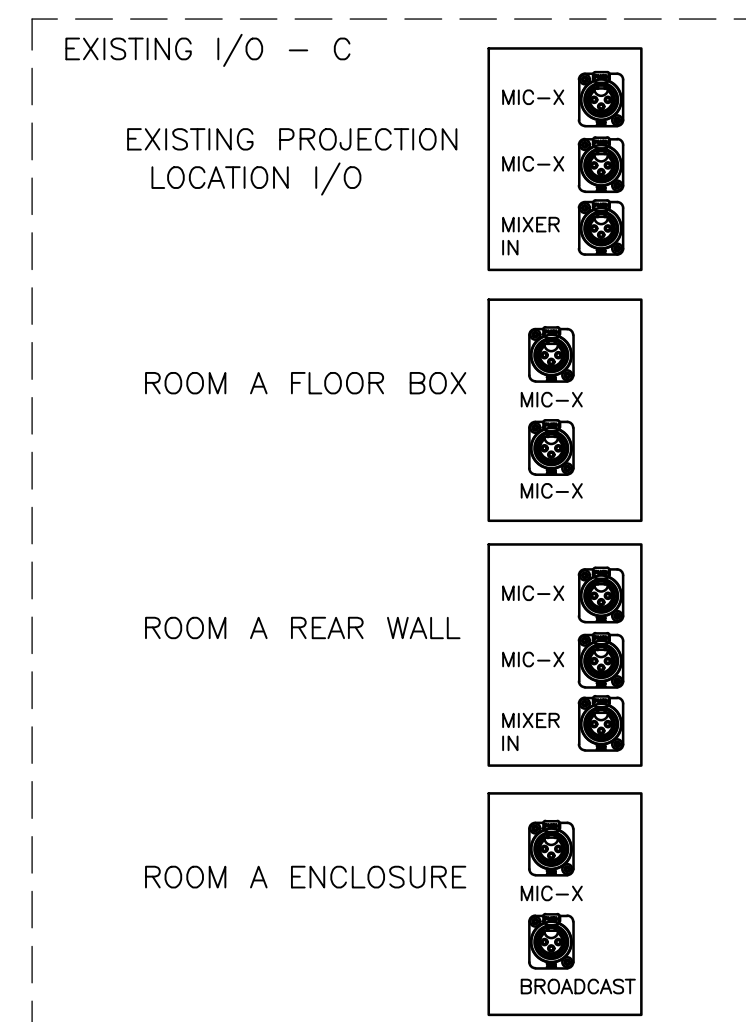 EXISTING I/O - C
EXISTING PROJECTION
LOCATION I/O
MIC-X
MIC-X
MIXER
IN
ROOM A FLOOR BOX
MIC-X
MIC-X
ROOM A REAR WALL
MIC-X
MIC-X
MIXER
IN
ROOM A ENCLOSURE
MIC-X
BROADCAST